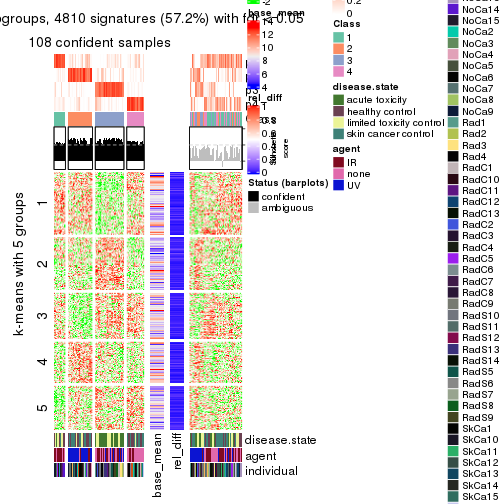 groups, 4810 signatures (57.2%) with fdr < 0.05
108 confident samples
k-means with 5 groups
1
2
3
4
5
base_mean
rel_diff
disease.state
agent
individual
base_mean
14
12
10
8
6
4
rel_diff
1
0.8
0.6
0.4
0.2
0
Status (barplots)
confident
ambiguous
0.2
0
Class
1
2
3
4
disease.state
acute toxicity
healthy control
limited toxicity control
skin cancer control
agent
IR
none
UV
NoCa14
NoCa15
NoCa2
NoCa3
NoCa4
NoCa5
NoCa6
NoCa7
NoCa8
NoCa9
Rad1
Rad2
Rad3
Rad4
RadC1
RadC10
RadC11
RadC12
RadC13
RadC2
RadC3
RadC4
RadC5
RadC6
RadC7
RadC8
RadC9
RadS10
RadS11
RadS12
RadS13
RadS14
RadS5
RadS6
RadS7
RadS8
RadS9
SkCa1
SkCa10
SkCa11
SkCa12
SkCa13
SkCa14
SkCa15